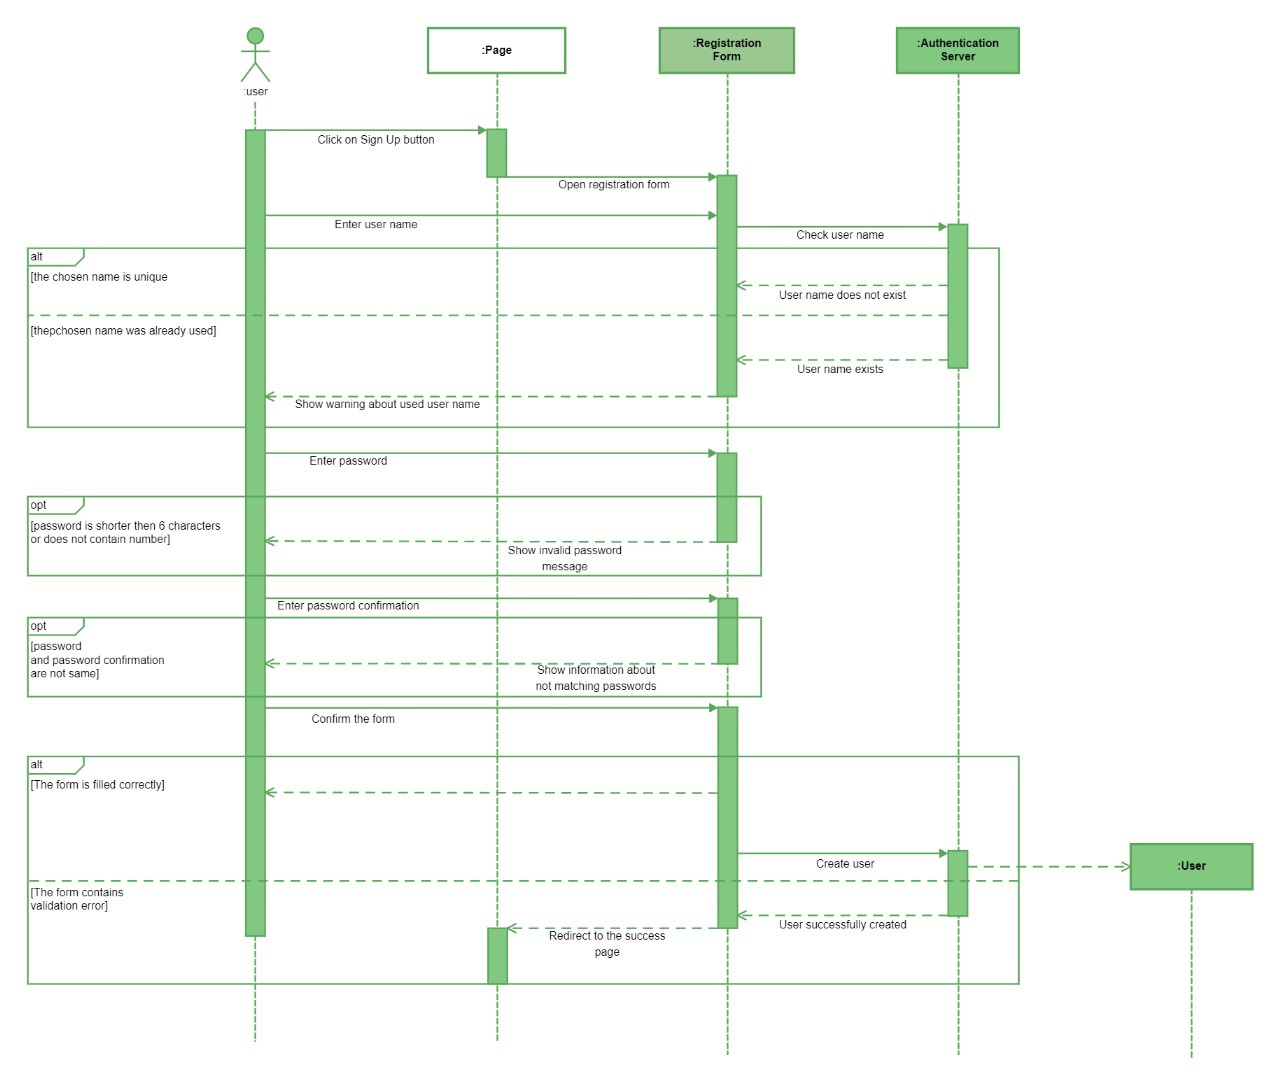 :user
:Page
:Registration
Form
:Authentication
Server
Click on Sign Up button
Open registration form
Enter user name
Check user name
alt
[the chosen name is unique
User name does not exist
[thepchosen name was already used]
User name exists
Show warning about used user name
Enter password
opt
[password is shorter then 6 characters
or does not contain number]
Show invalid password
message
Enter password confirmation
opt
[password
and password confirmation
are not same]
Show information about
not matching passwords
Confirm the form
alt
[The form is filled correctly]
Create user
:User
[The form contains
validation error]
User successfully created
Redirect to the success
page